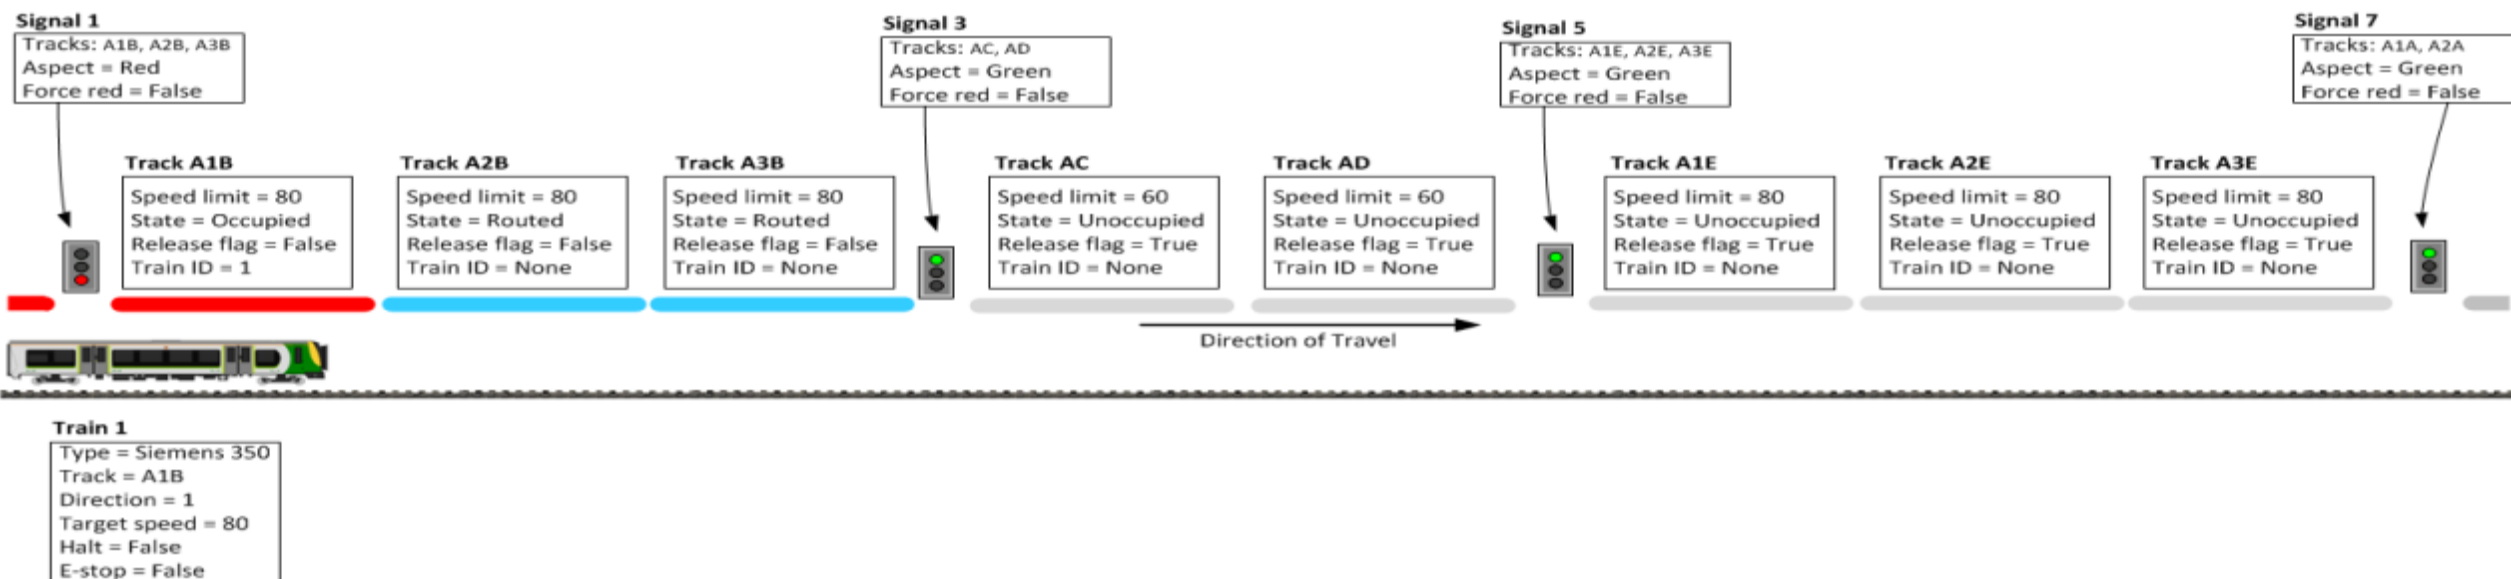 Signal 1
Tracks: A1B, A2B, A3B
Aspect = Red
Force red = False
Signal 3
Tracks: AC, AD
Aspect = Green
Force red = False
Signal 5
Tracks: A1E, A2E, A3E
Aspect = Green
Force red = False
Signal 7
Tracks: A1A, A2A
Aspect = Green
Force red = False
Track A1B
Speed limit = 80
State = Occupied
Release flag = False
Train ID = 1
Track A2B
Speed limit = 80
State = Routed
Release flag = False
Train ID = None
Track A3B
Speed limit = 80
State = Routed
Release flag = False
Train ID = None
Track AC
Speed limit = 60
State = Unoccupied
Release flag = True
Train ID = None
Track AD
Speed limit = 60
State = Unoccupied
Release flag = True
Train ID = None
Track A1E
Speed limit = 80
State = Unoccupied
Release flag = True
Train ID = None
Track A2E
Speed limit = 80
State = Unoccupied
Release flag = True
Train ID = None
Track A3E
Speed limit = 80
State = Unoccupied
Release flag = True
Train ID = None
Direction of Travel
Train 1
Type = Siemens 350
Track = A1B
Direction = 1
Target speed = 80
Halt = False
E-stop = False